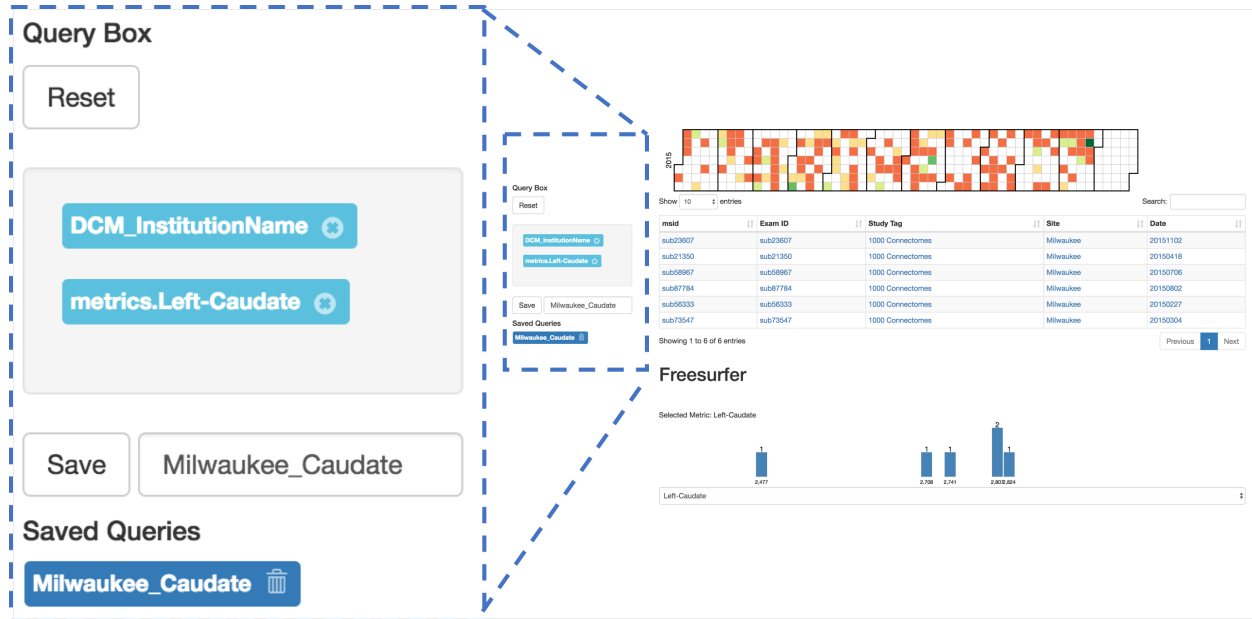 Query Box
Reset
DCM_InstitutionName
metrics.Left-Caudate
Save Milwaukee_Caudate
Saved Queries
Milwaukee_Caudate
Query Box
Reset
DCM_InstitutionName
metrics.Left-Caudate
Save Milwaukee_Caudate
Saved Queries
Milwaukee_Caudate
2015
Show 10 entries Search:
msid Exam ID Study Tag Site Date
sub23607 sub23607 1000 Connectomes Milwaukee 20151102
sub21350 sub21350 1000 Connectomes Milwaukee 20150418
sub58967 sub58967 1000 Connectomes Milwaukee 20150706
sub87784 sub87784 1000 Connectomes Milwaukee 20150802
sub56333 sub56333 1000 Connectomes Milwaukee 20150227
sub73547 sub73547 1000 Connectomes Milwaukee 20150304
Showing 1 to 6 of 6 entries Previous 1 Next
Freesurfer
Selected Metric: Left-Caudate
1 1 1 2 1
2,477 2,708 2,741 2,824
Left-Caudate